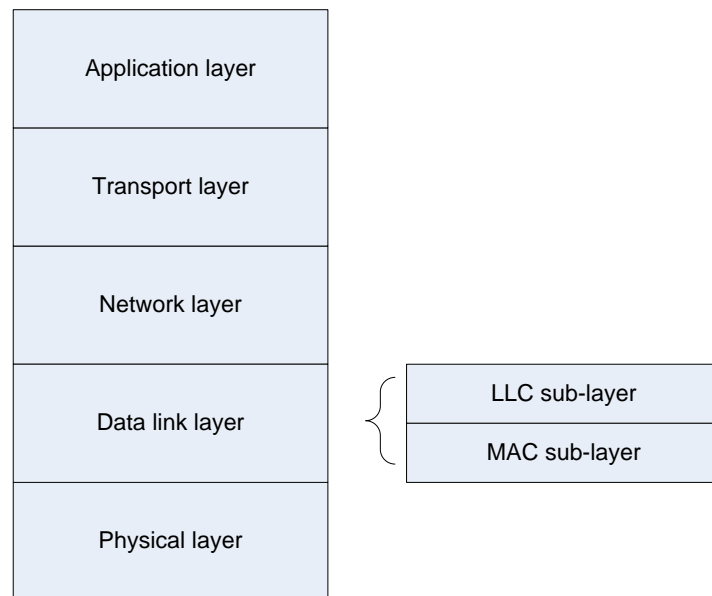 Application layer
Transport layer
Network layer
Data link layer
LLC sub-layer
MAC sub-layer
Physical layer